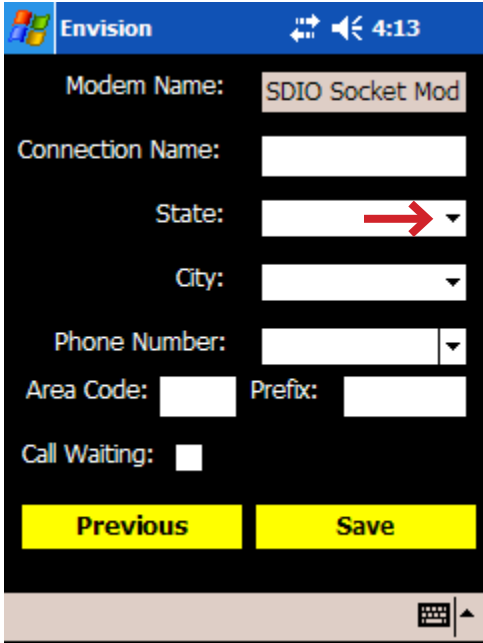 Envision 4:13
Modem Name: SDIO Socket Mod
Connection Name:
State:
City:
Phone Number:
Area Code: Prefix:
Call Waiting:
Previous Save